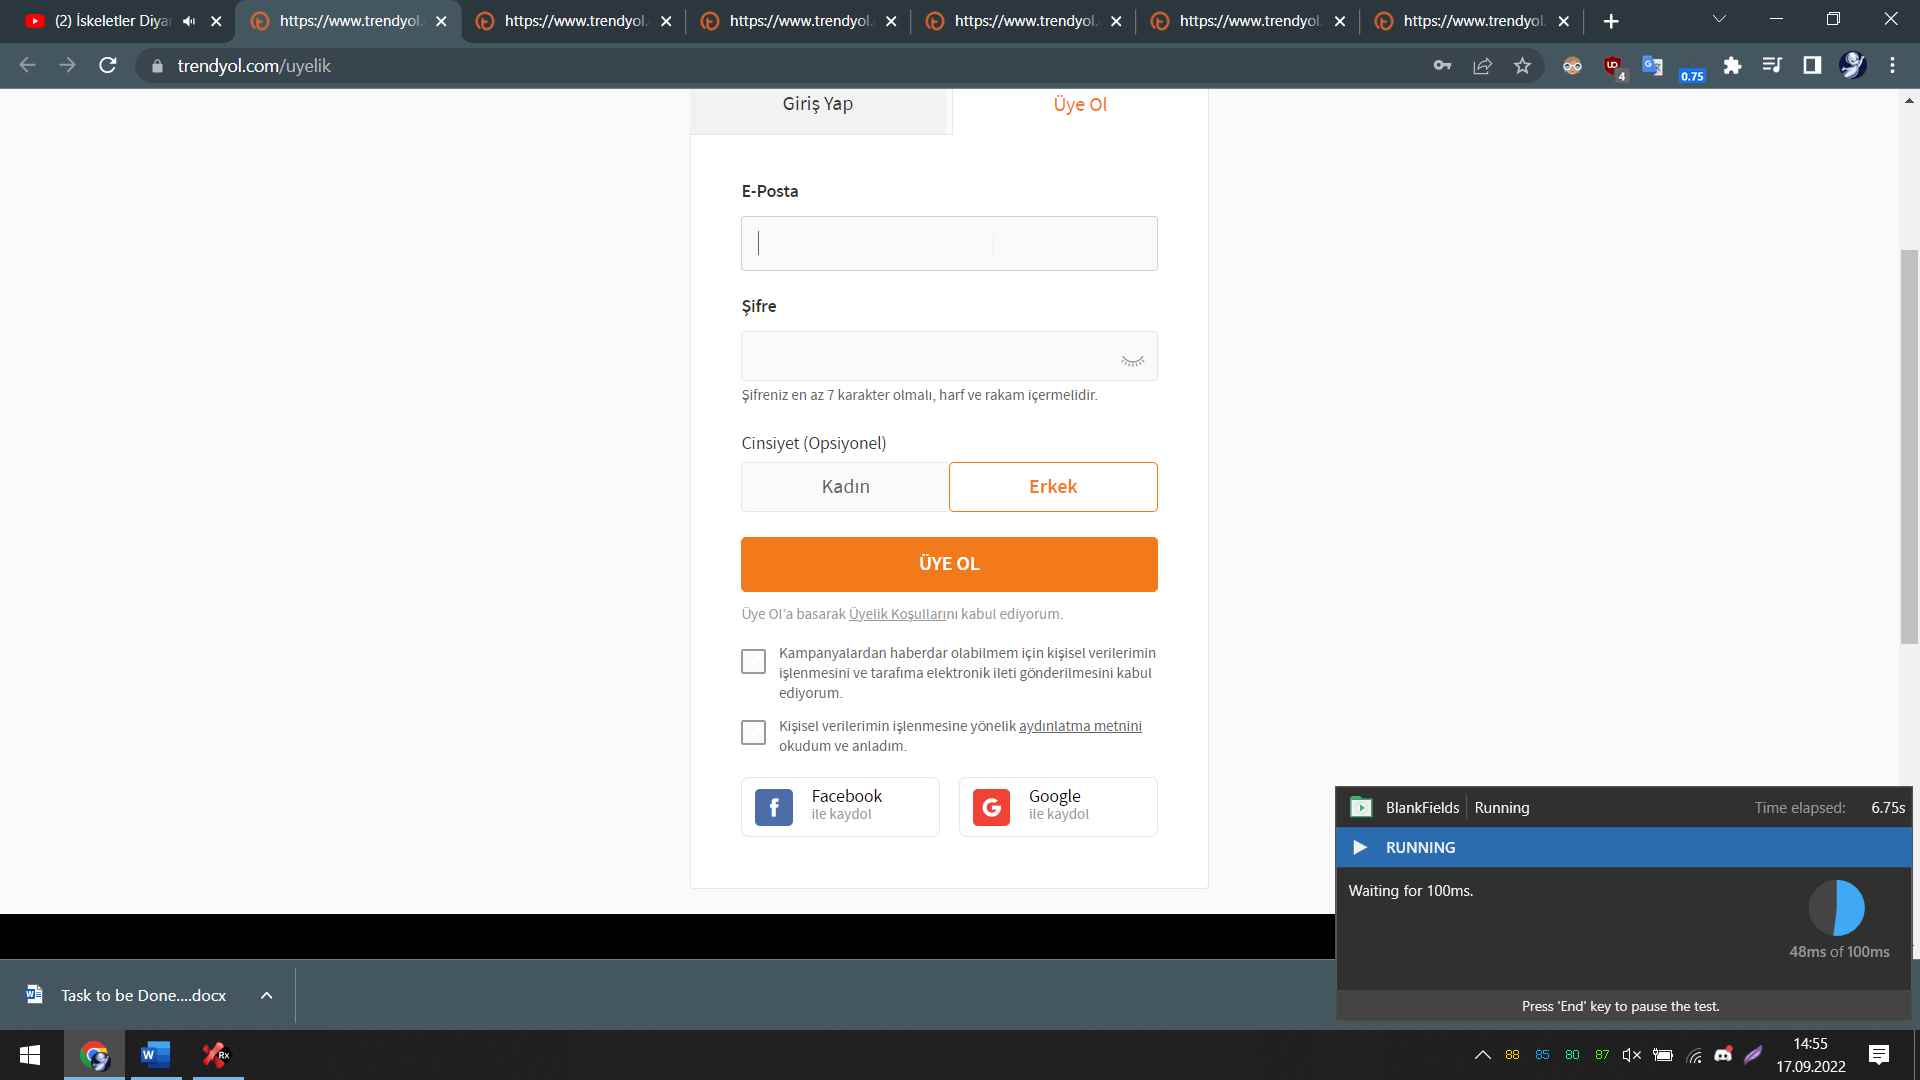 (2) İskeletler Diyar
https://www.trendyol.
https://www.trendyol.
https://www.trendyol.
https://www.trendyol.
https://www.trendyol.
https://www.trendyol.
trendyol.com/uyelik
4
0.75
Giriş Yap
Üye Ol
E-Posta
Şifre
Şifreniz en az 7 karakter olmalı, harf ve rakam içermelidir.
Cinsiyet (Opsiyonel)
Kadın
Erkek
ÜYE OL
Üye Ol'a basarak Üyelik Koşullarını kabul ediyorum.
Kampanyalardan haberdar olabilmem için kişisel verilerimin
işlenmesini ve tarafıma elektronik ileti gönderilmesini kabul
ediyorum.
Kişisel verilerimin işlenmesine yönelik aydınlatma metnini
okudum ve anladım.
Facebook
ile kaydol
Google
ile kaydol
BlankFields
Running
Time elapsed: 6.75s
RUNNING
Waiting for 100ms.
48ms of 100ms
Press 'End' key to pause the test.
Task to be Done....docx
88 85 80 87
14:55
17.09.2022